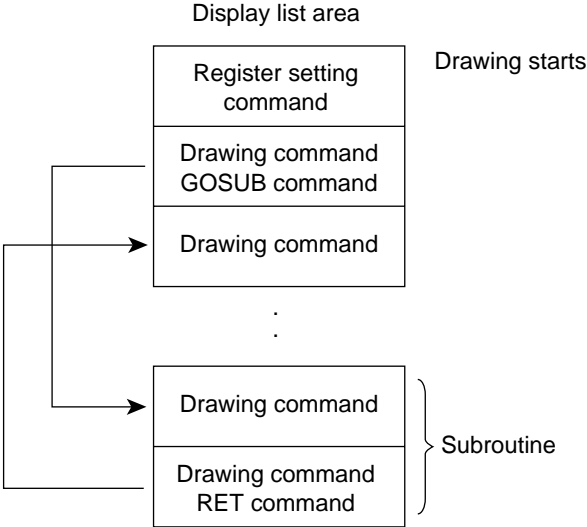 Display list area
Drawing starts
Register setting
command
Drawing command
GOSUB command
Drawing command
.
.
Drawing command
Subroutine
Drawing command
RET command